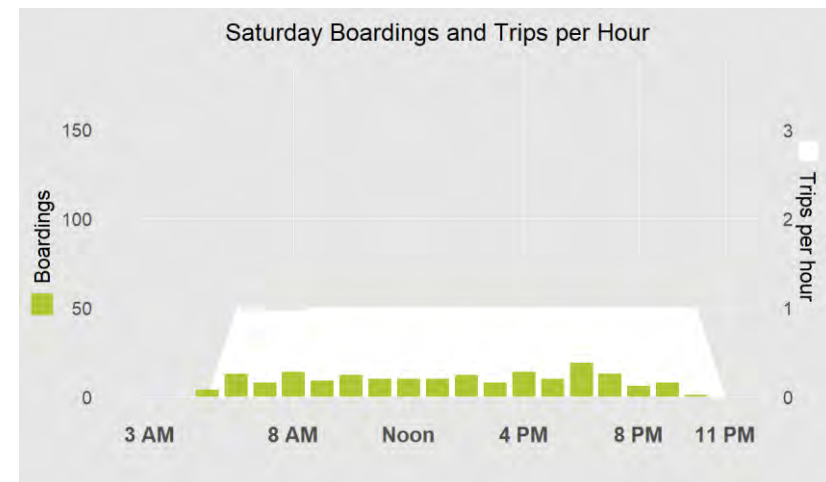 Saturday Boardings and Trips per Hour
150
100
50
0
Boardings
3
2
1
0
Trips per hour
3 AM 8 AM Noon 4 PM 8 PM 11 PM